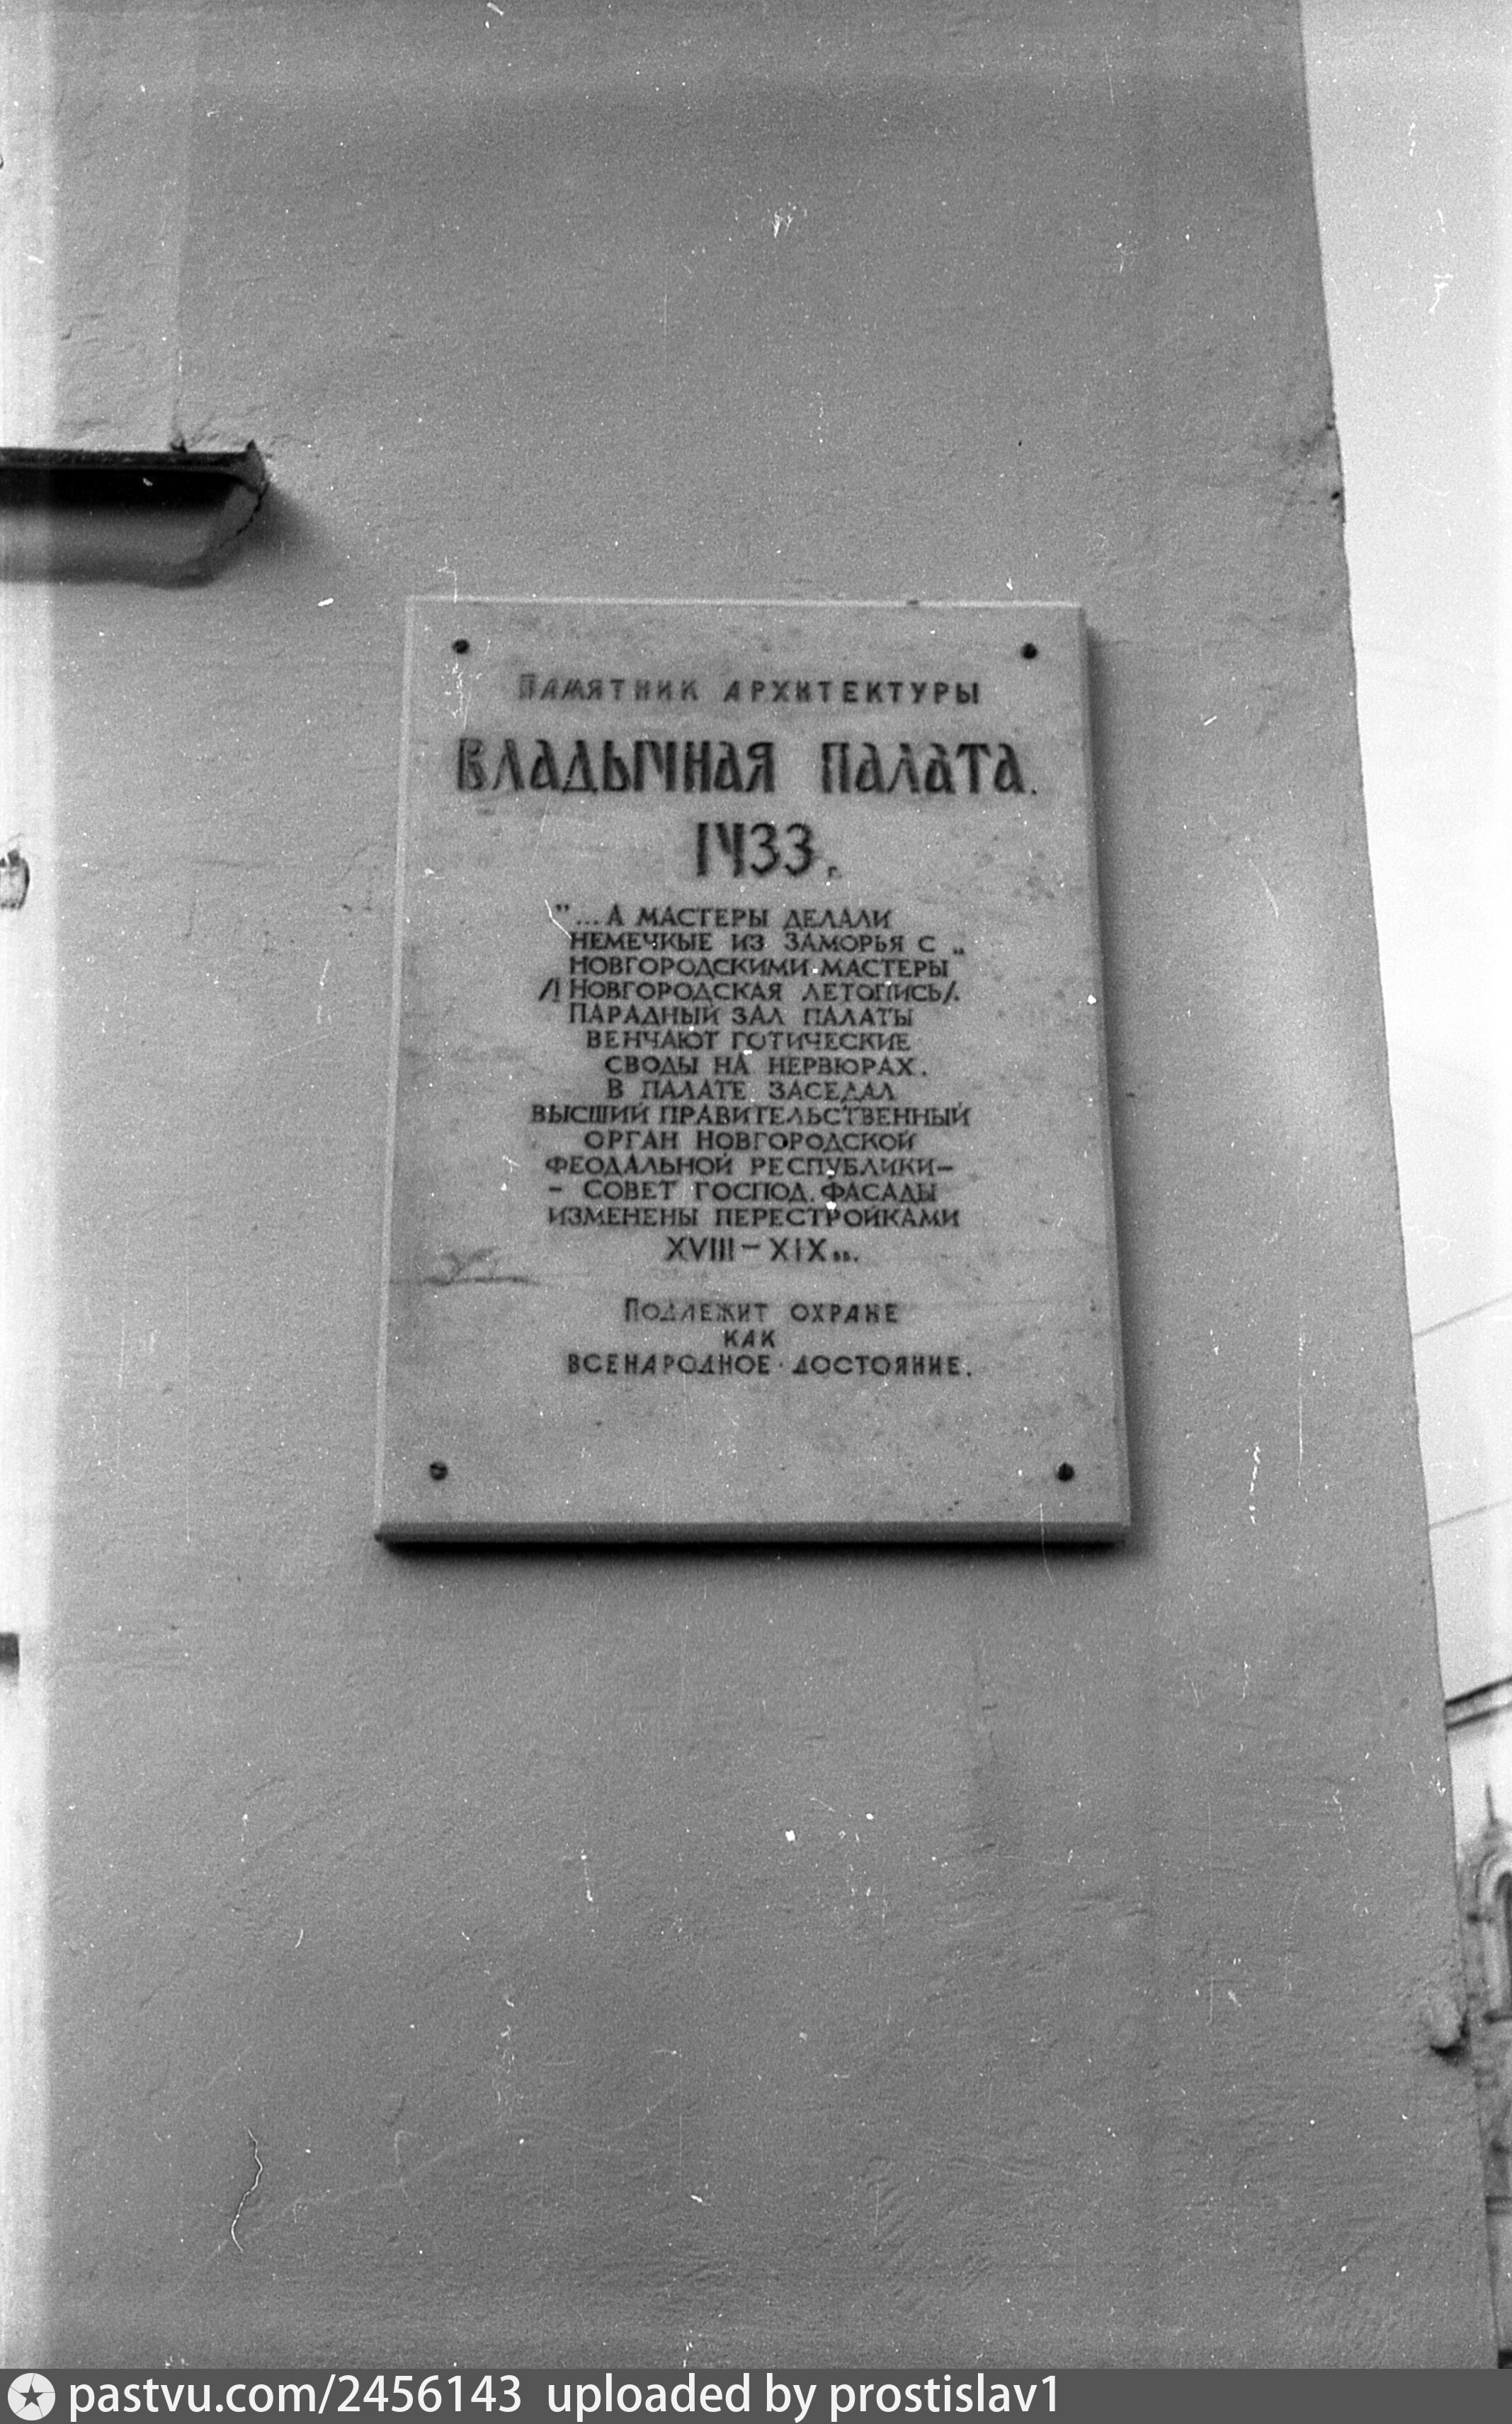 Памятник архитектуры
Владычная палата.
1433 г.
"...А мастеры делали
немечкые из заморья с
новгородскими мастеры"
/I Новгородская летопись/.
Парадный зал палаты
венчают готические
своды на нервюрах.
В палате заседал
высший правительственный
орган Новгородской
феодальной республики-
- совет господ. Фасады
изменены перестройками
XVIII-XIX вв.
Подлежит охране
как
всенародное достояние.
pastvu.com/2456143 uploaded by prostislav1